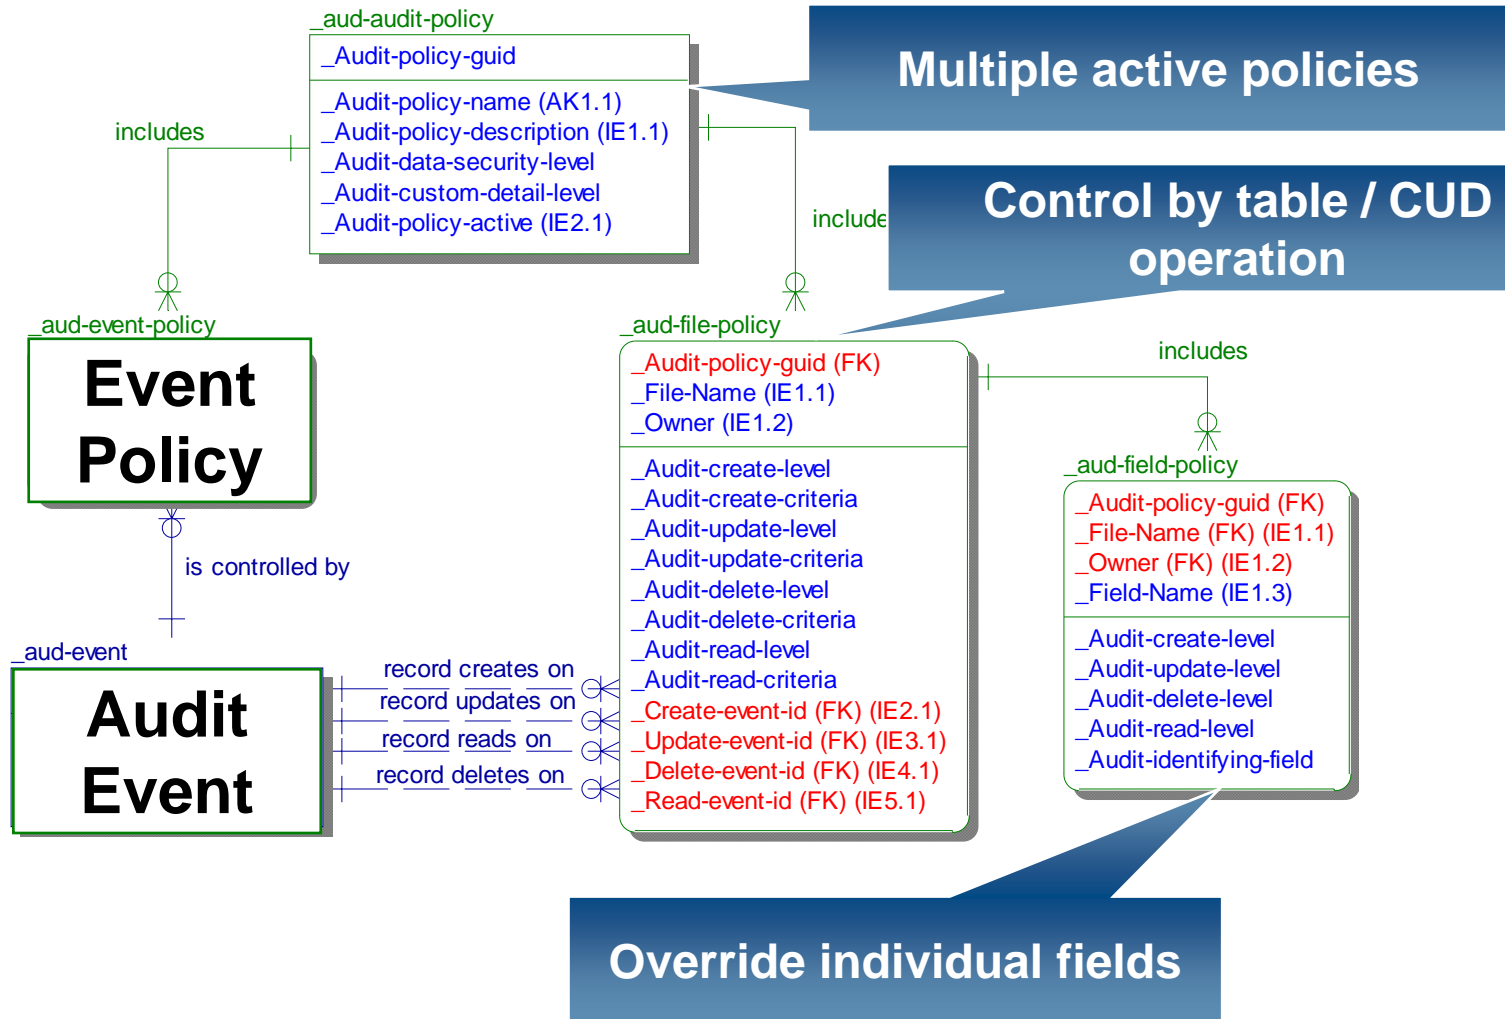 _aud-audit-policy
_Audit-policy-guid
_Audit-policy-name (AK1.1)
_Audit-policy-description (IE1.1)
_Audit-data-security-level
_Audit-custom-detail-level
_Audit-policy-active (IE2.1)
Multiple active policies
includes
include
Control by table / CUD
operation
_aud-event-policy
Event
Policy
is controlled by
_aud-event
Audit
Event
record creates on
record updates on
record reads on
record deletes on
_aud-file-policy
_Audit-policy-guid (FK)
_File-Name (IE1.1)
_Owner (IE1.2)
_Audit-create-level
_Audit-create-criteria
_Audit-update-level
_Audit-update-criteria
_Audit-delete-level
_Audit-delete-criteria
_Audit-read-level
_Audit-read-criteria
_Create-event-id (FK) (IE2.1)
_Update-event-id (FK) (IE3.1)
_Delete-event-id (FK) (IE4.1)
_Read-event-id (FK) (IE5.1)
includes
_aud-field-policy
_Audit-policy-guid (FK)
_File-Name (FK) (IE1.1)
_Owner (FK) (IE1.2)
_Field-Name (IE1.3)
_Audit-create-level
_Audit-update-level
_Audit-delete-level
_Audit-read-level
_Audit-identifying-field
Override individual fields